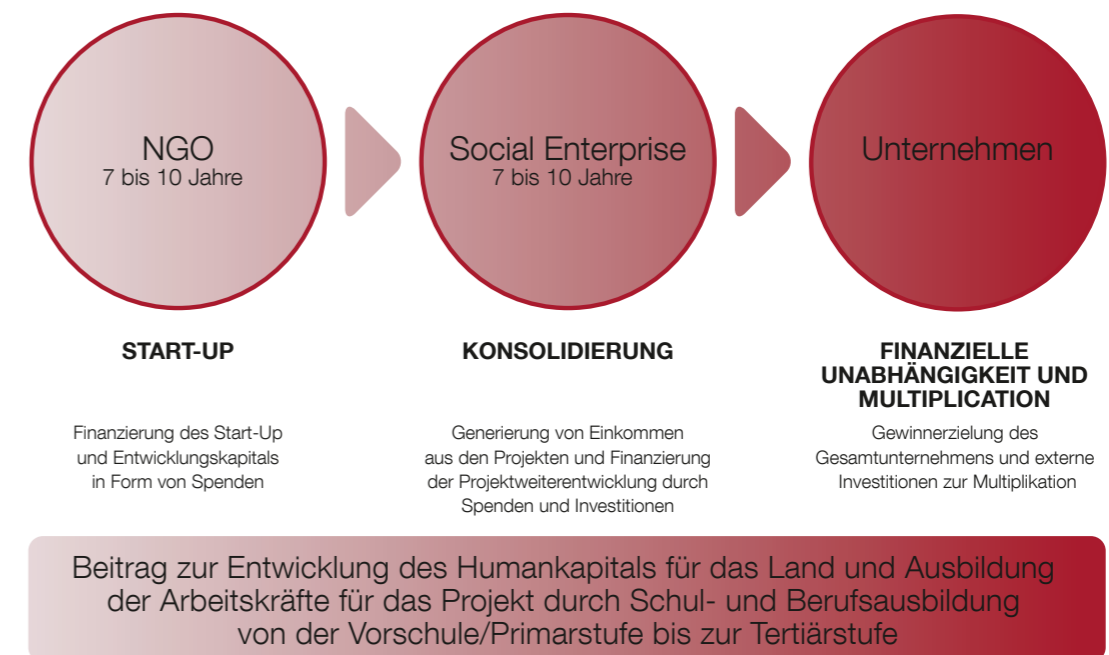 NGO
7 bis 10 Jahre
Social Enterprise
7 bis 10 Jahre
Unternehmen
START-UP
Finanzierung des Start-Up
und Entwicklungskapitals
in Form von Spenden
KONSOLIDIERUNG
Generierung von Einkommen
aus den Projekten und Finanzierung
der Projektweiterentwicklung durch
Spenden und Investitionen
FINANZIELLE
UNABHÄNGIGKEIT UND
MULTIPLICATION
Gewinnerzielung des
Gesamtunternehmens und externe
Investitionen zur Multiplikation
Beitrag zur Entwicklung des Humankapitals für das Land und Ausbildung
der Arbeitskräfte für das Projekt durch Schul- und Berufsausbildung
von der Vorschule/Primarstufe bis zur Tertiärstufe